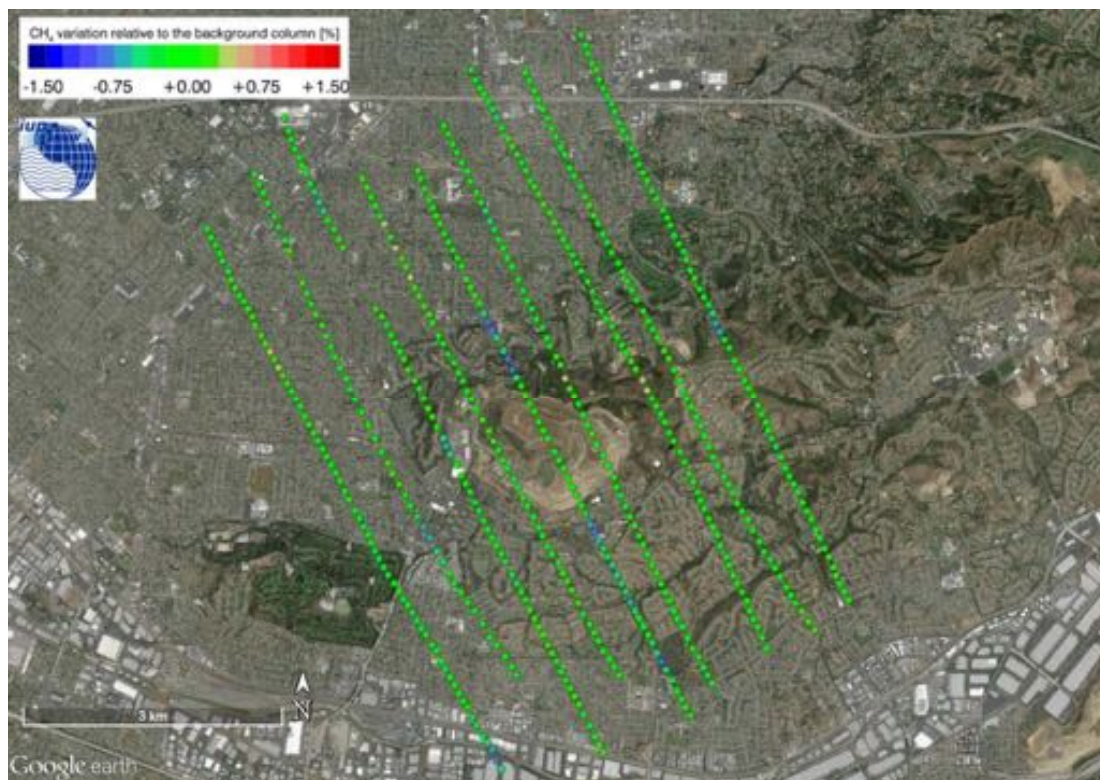 CH₄ variation relative to the background column [%]
-1.50 -0.75 +0.00 +0.75 +1.50
3 km
N
Google earth